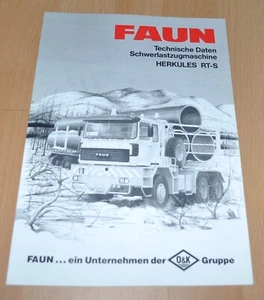 FAUN
Technische Daten
Schwerlastzugmaschine
HERKULES RT-S
FAUN
FAUN ... ein Unternehmen der O&K Gruppe